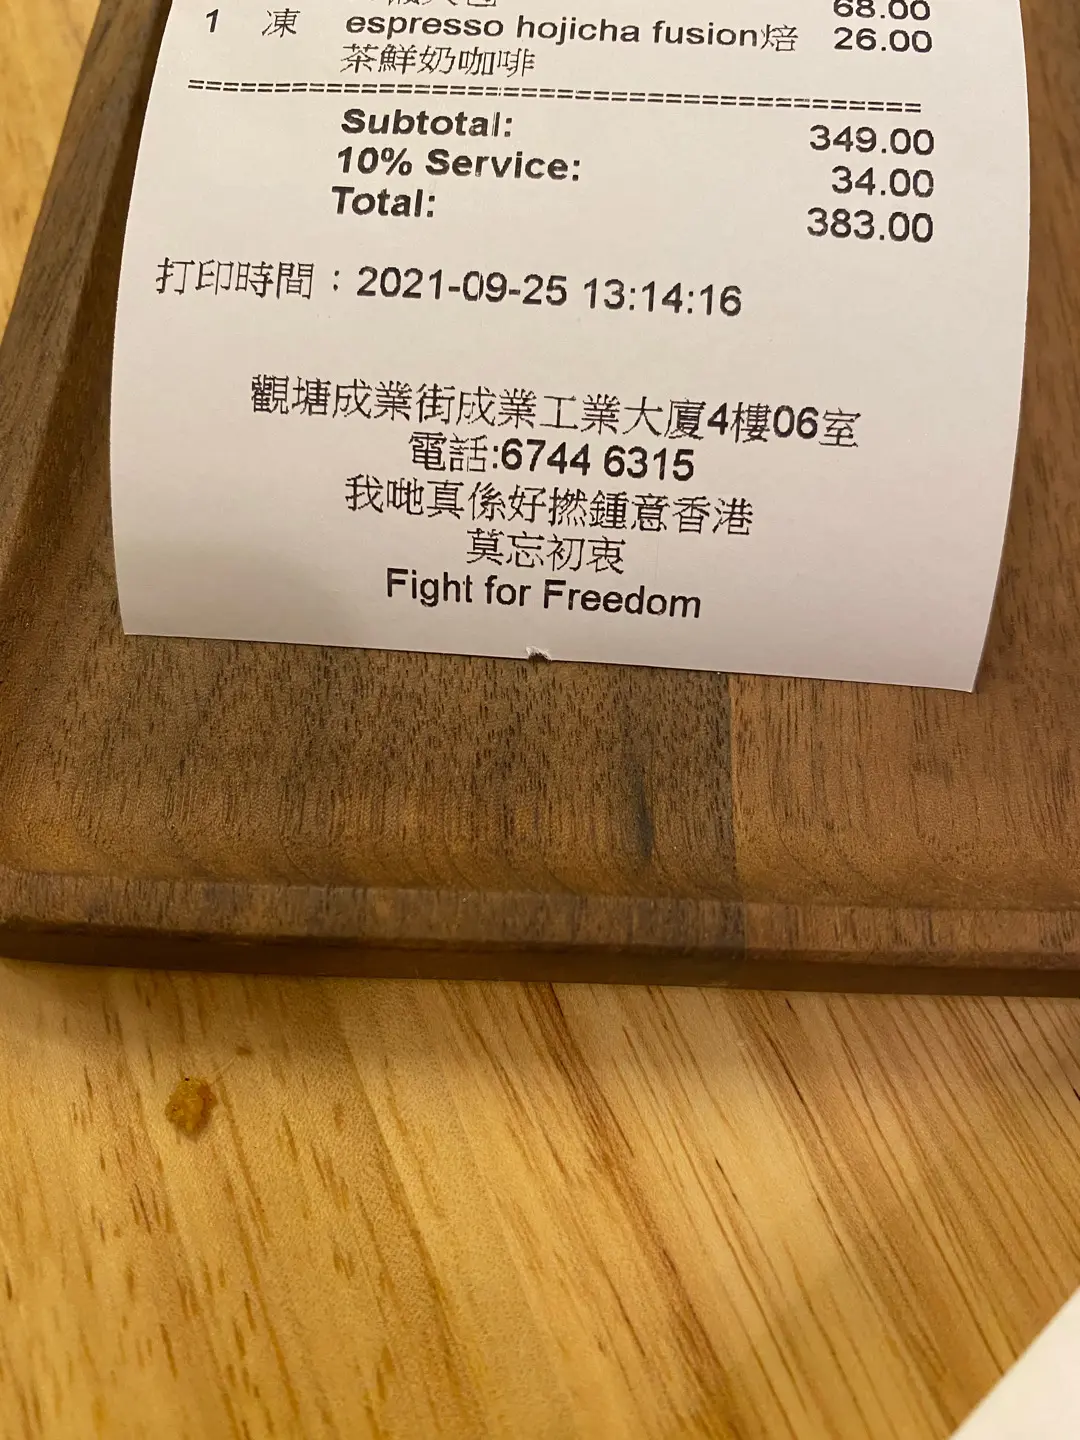 68.00
1 凍 espresso hojicha fusion焙 26.00
茶鮮奶咖啡
================================================
Subtotal: 349.00
10% Service: 34.00
Total: 383.00
打印時間：2021-09-25 13:14:16
觀塘成業街成業工業大廈4樓06室
電話:6744 6315
我哋真係好撚鍾意香港
莫忘初衷
Fight for Freedom